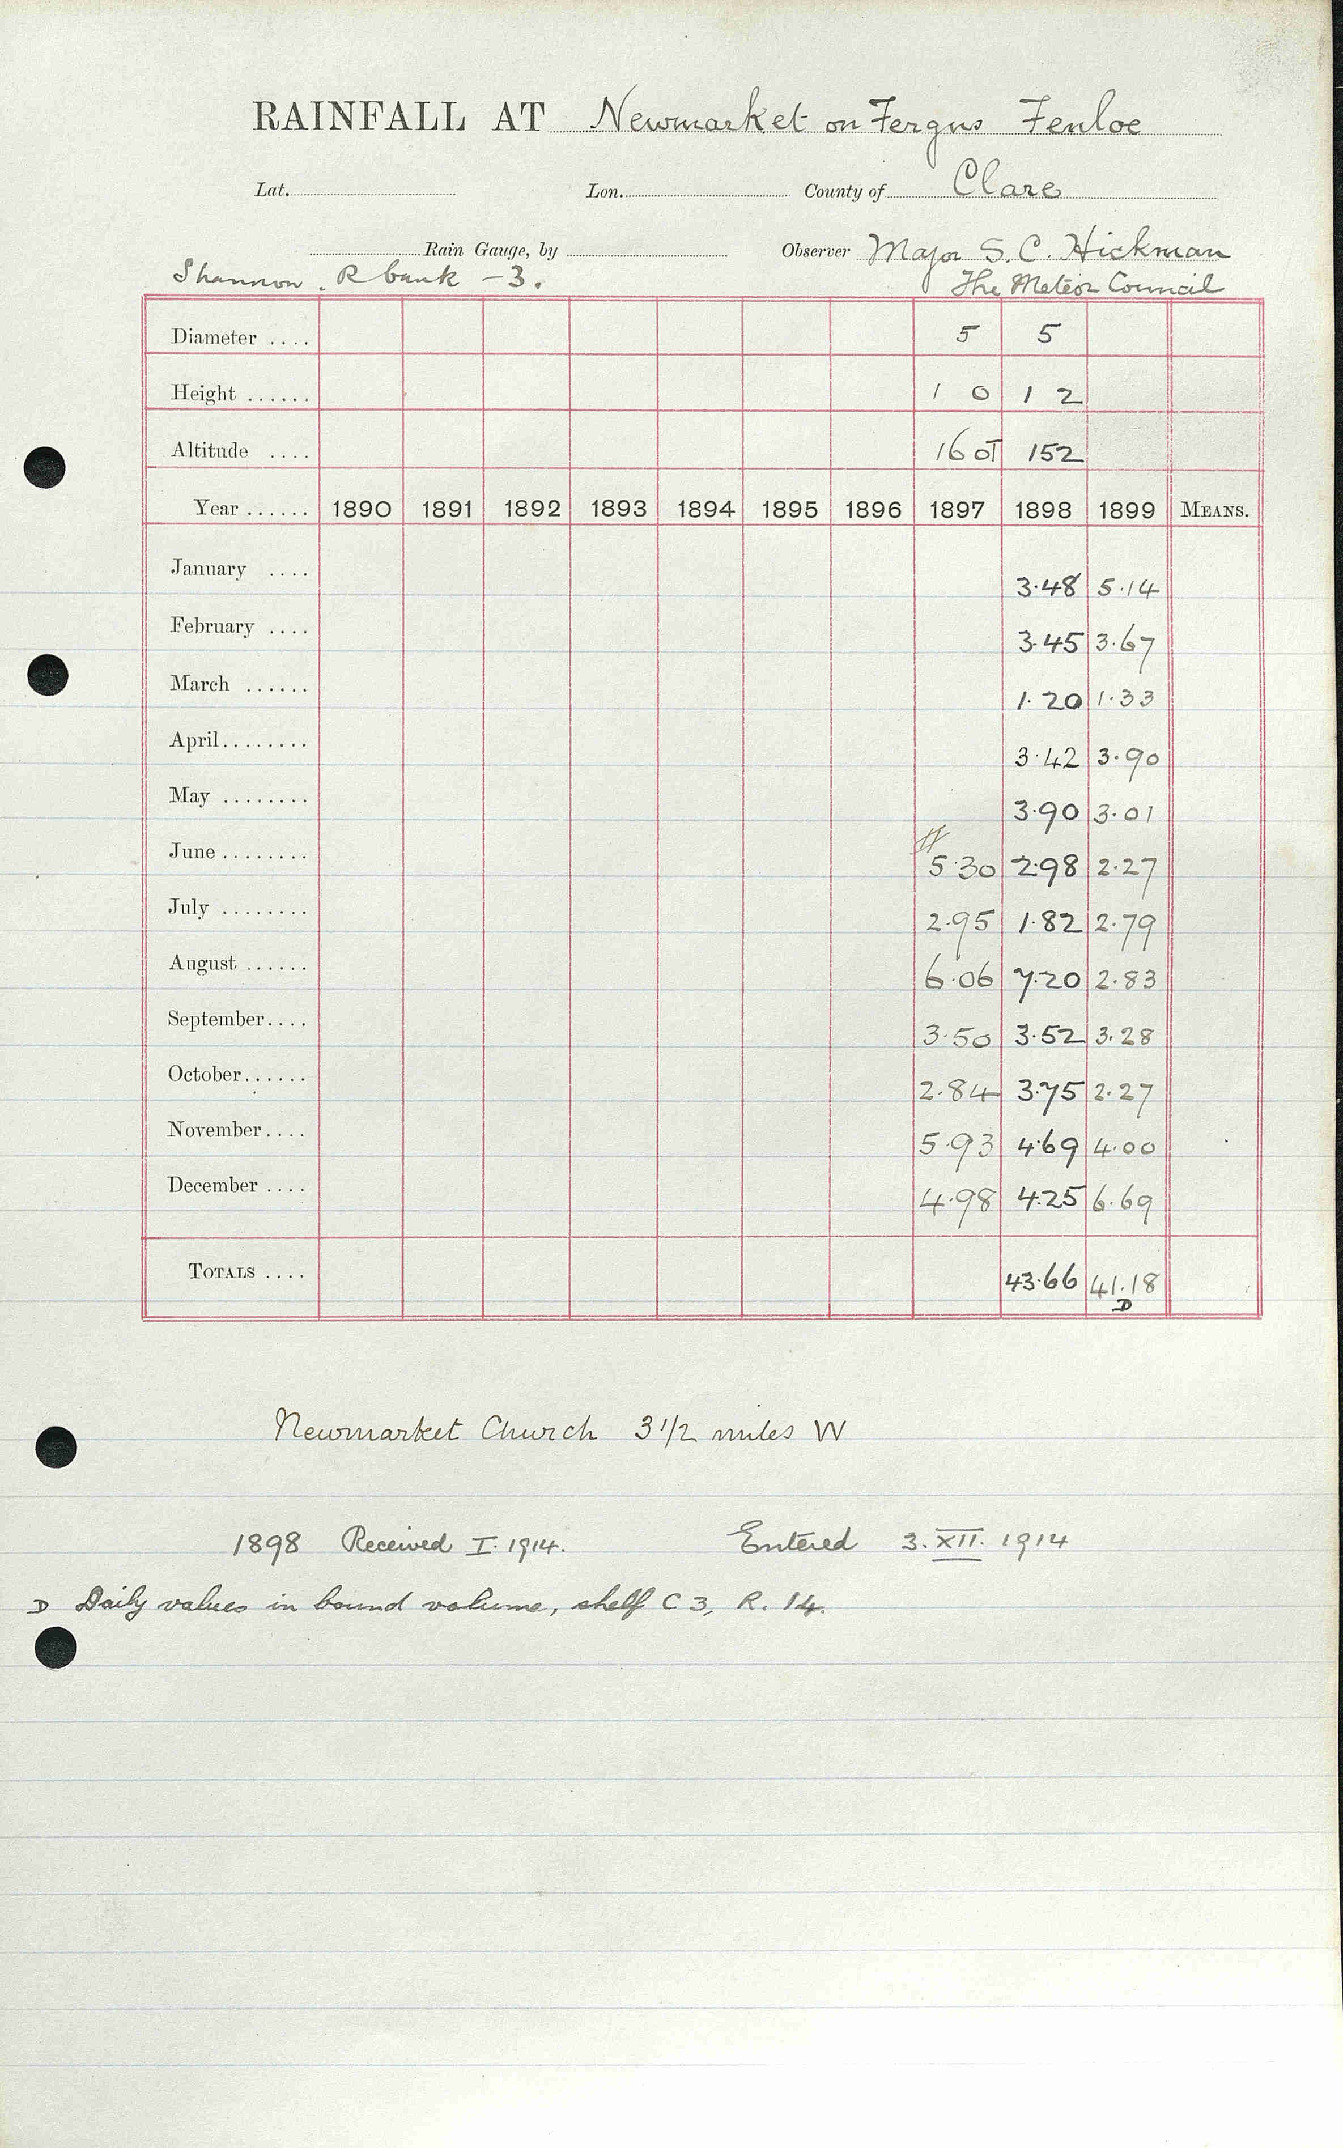 RAINFALL AT Newmarket on Fergus Fenloe
Lat. Lon. County of Clare
Rain Gauge, by Observer Major S. C. Hickman
Shannon. R bank - 3. The Meteor Council
Diameter .... 5 5
Height ...... 1 0 1 2
Altitude .... 160T 152
Year ...... 1890 1891 1892 1893 1894 1895 1896 1897 1898 1899 MEANS.
January .... 3.48 5.14
February .... 3.45 3.67
March ...... 1.20 1.33
April ........ 3.42 3.90
May ........ 3.90 3.01
June ........ 5.30 2.98 2.27
July ........ 2.95 1.82 2.79
August ...... 6.06 7.20 2.83
September.... 3.50 3.52 3.28
October...... 2.84 3.75 2.27
November.... 5.93 4.69 4.00
December .... 4.98 4.25 6.69
TOTALS .... 43.66 41.18
D
Newmarket Church 3 1/2 miles W
1898 Received I. 1914. Entered 3. XII. 1914
D Daily values in bound volume, shelf C 3, R. 14.